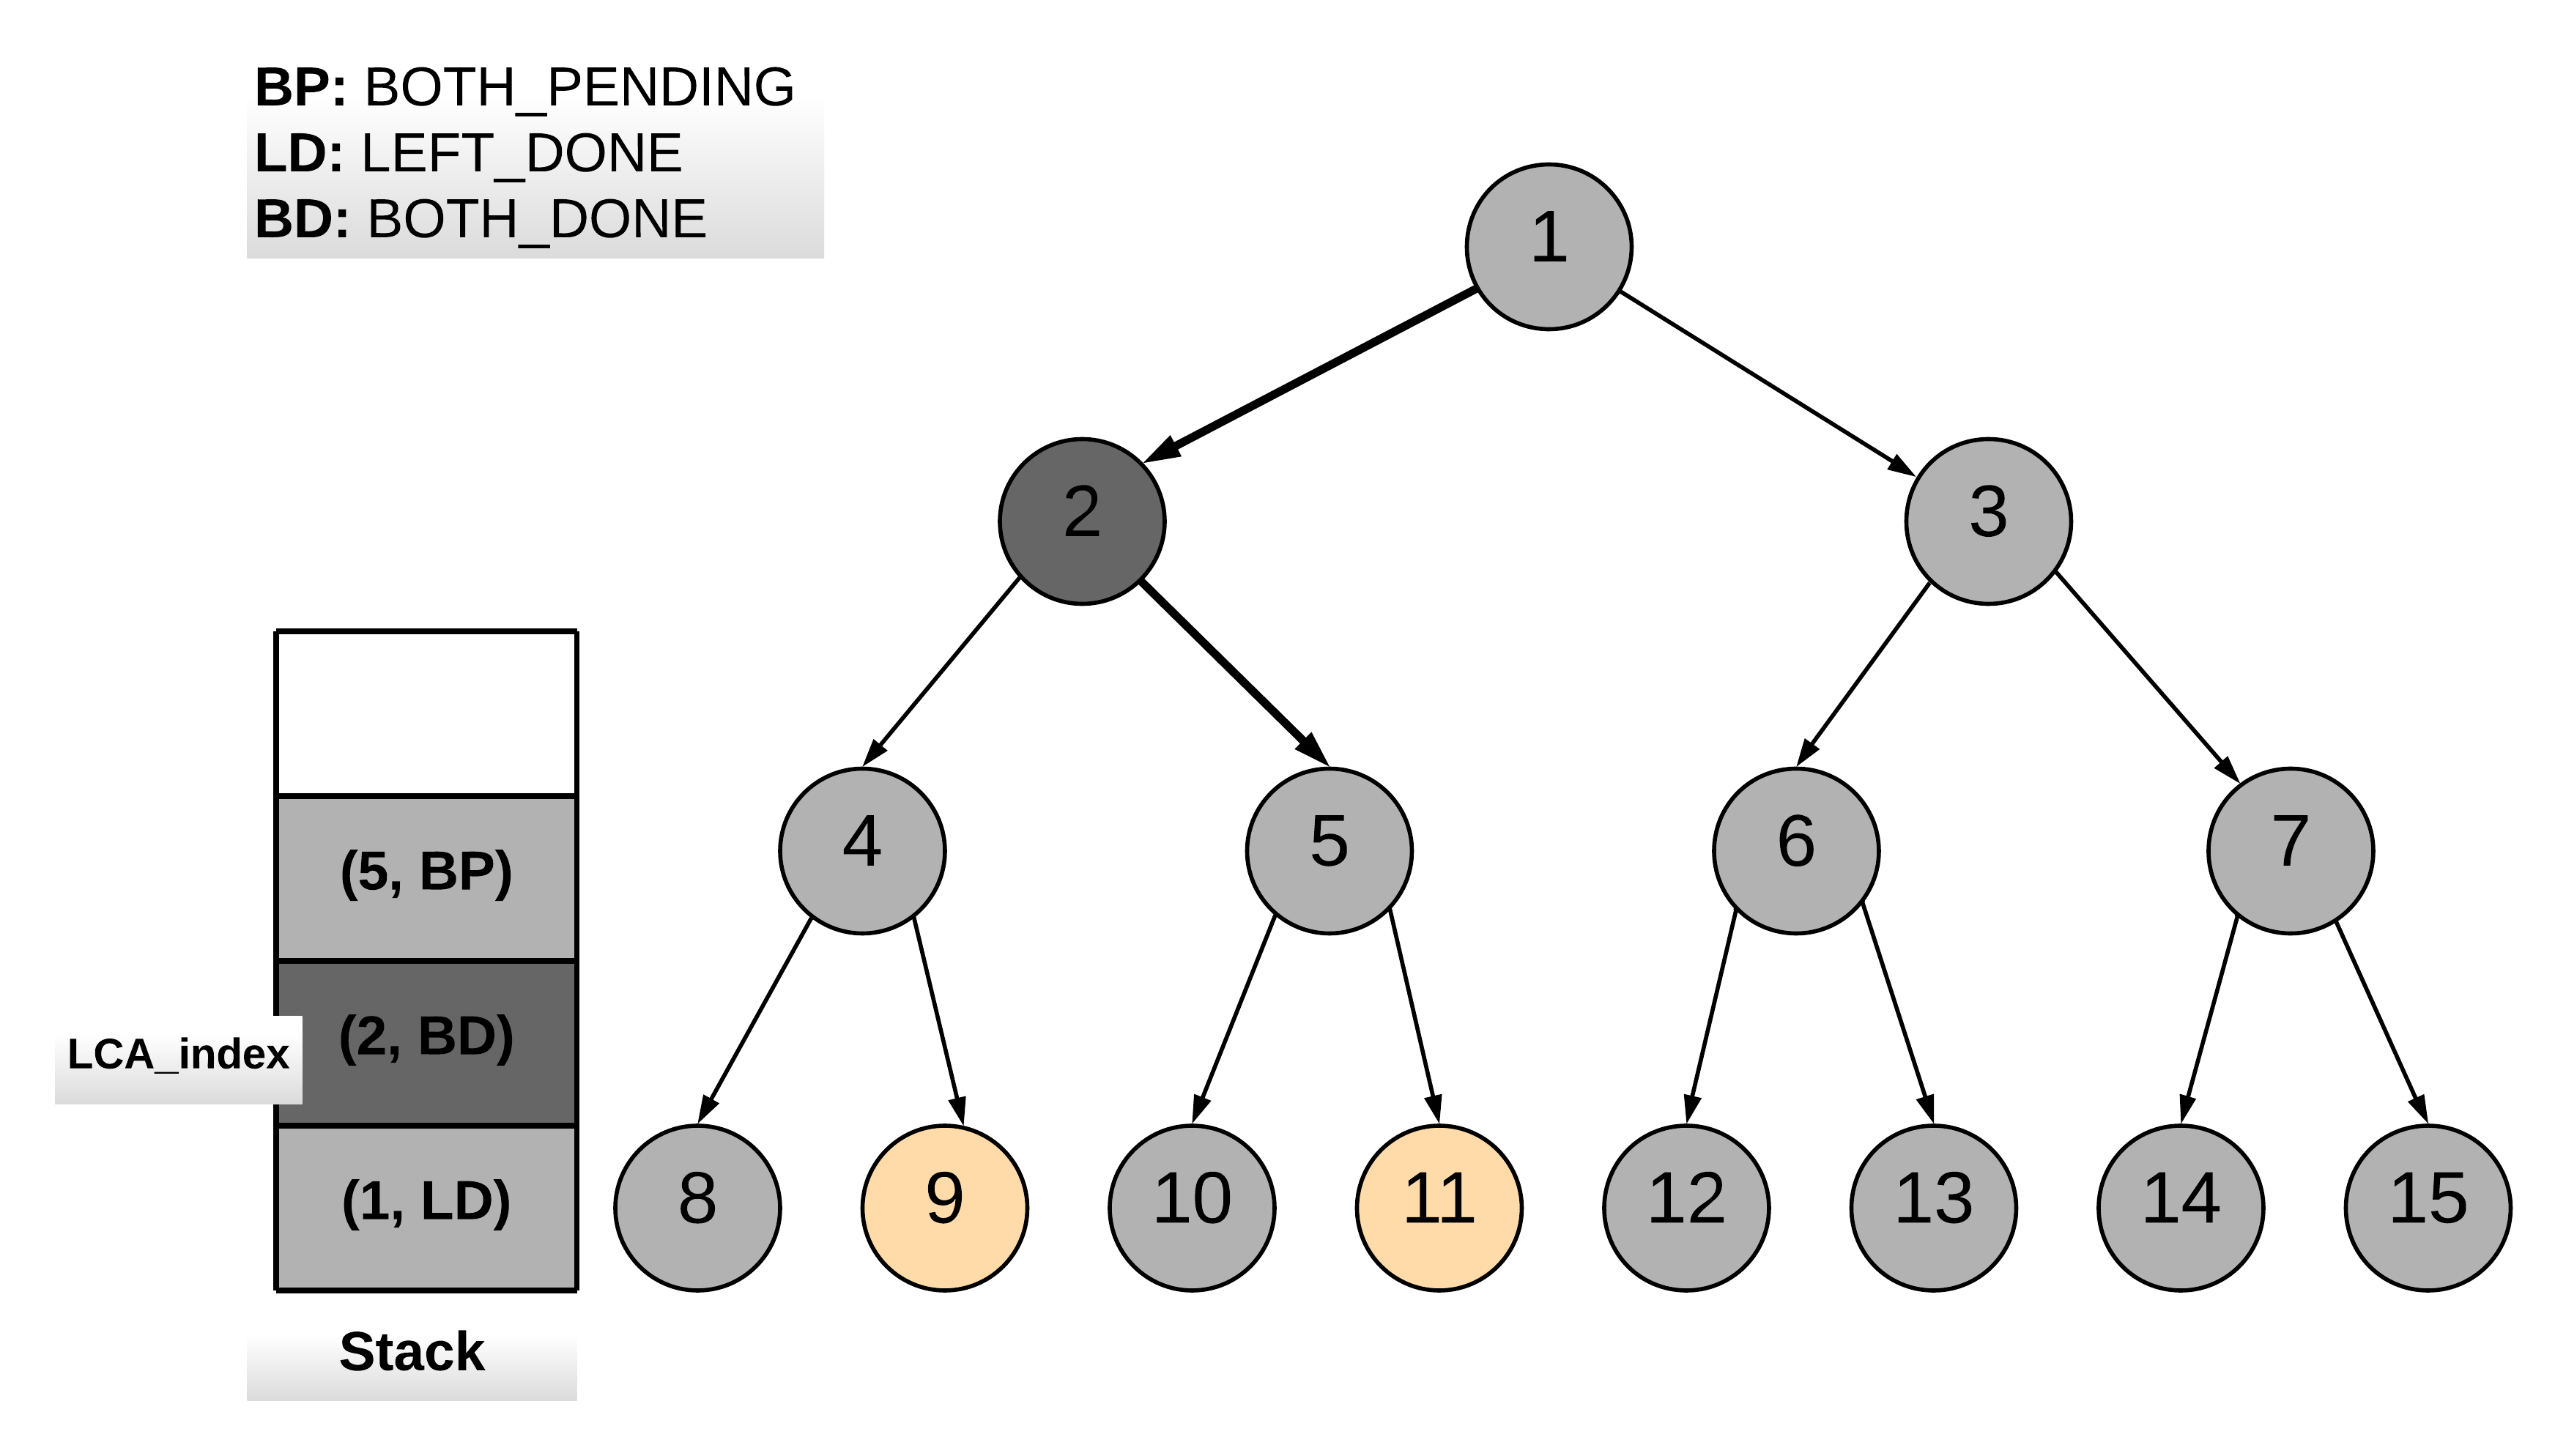 BP: BOTH_PENDING
LD: LEFT_DONE
BD: BOTH_DONE
1
2
3
4
5
6
7
8
9
10
11
12
13
14
15
(5, BP)
(2, BD)
LCA_index
(1, LD)
Stack